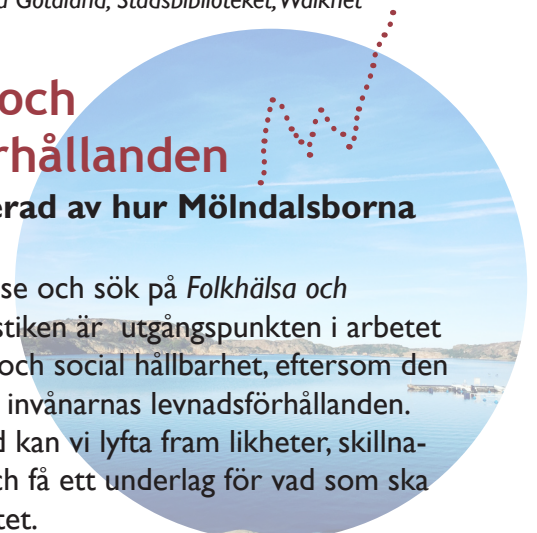 Götaland, Stadsbiblioteket, Walknet
och
rhållanden
erad av hur Mölndalsborna
se och sök på Folkhälsa och
stiken är utgångspunkten i arbetet
och social hållbarhet, eftersom den
invånarnas levnadsförhållanden.
d kan vi lyfta fram likheter, skillna-
ch få ett underlag för vad som ska
tet.